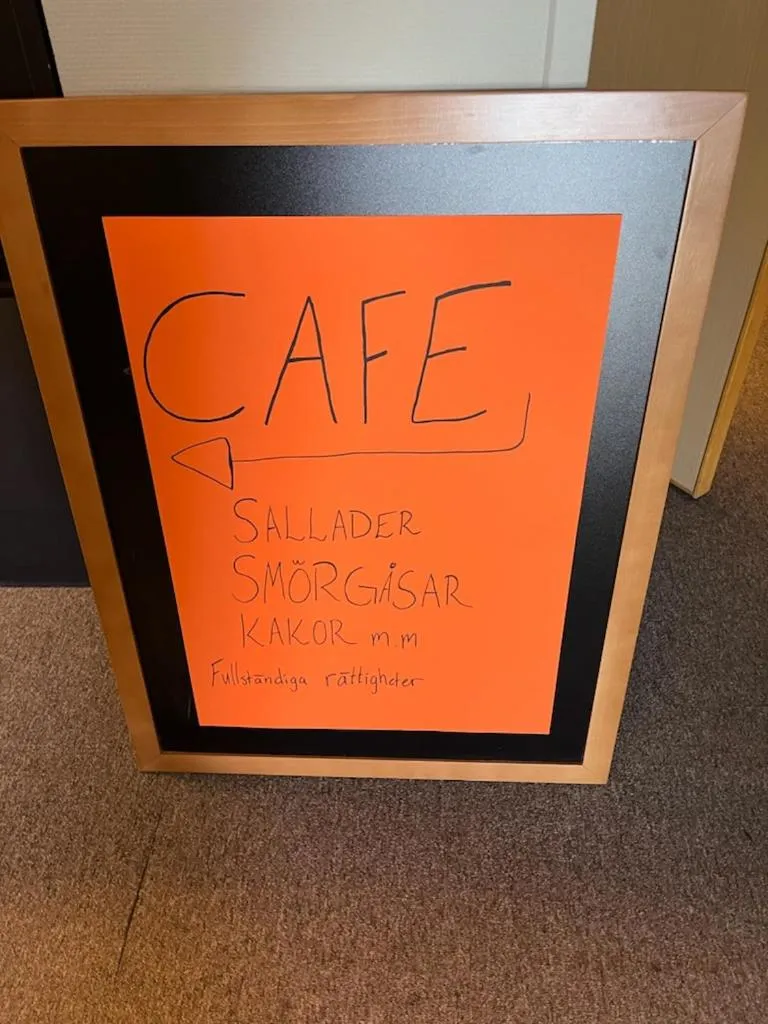 CAFE
SALLADER
SMÖRGÅSAR
KAKOR m.m
Fullständiga rättigheter